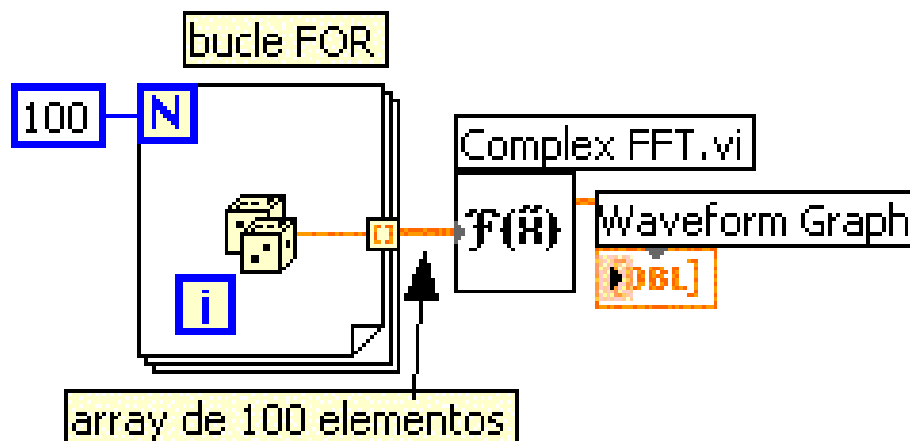 bucle FOR
100
N
Complex FFT.vi
F(x̃)
Waveform Graph
[DBL]
i
array de 100 elementos